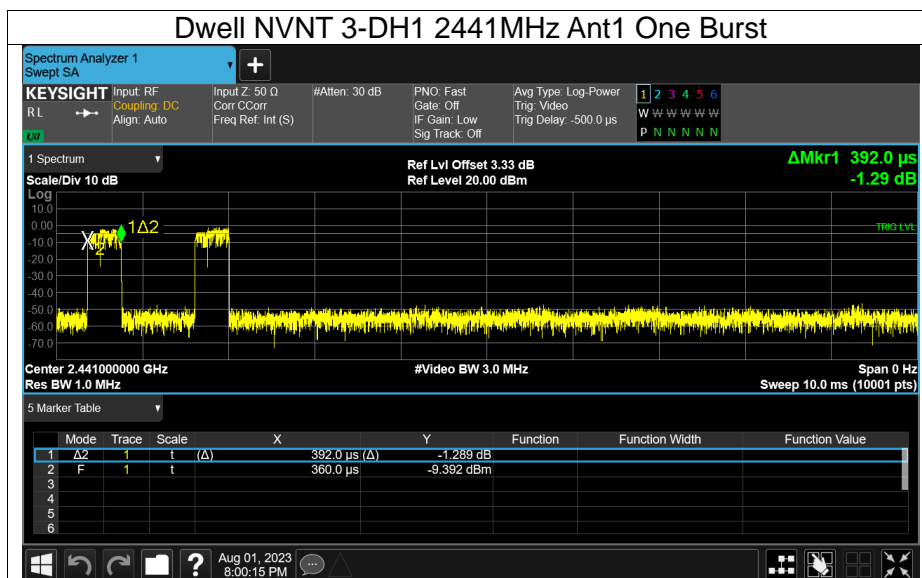 Dwell NVNT 3-DH1 2441MHz Ant1 One Burst
Spectrum Analyzer 1
Swept SA
+
KEYSIGHT Input: RF Input Z: 50 Ω #Atten: 30 dB PNO: Fast Avg Type: Log-Power 1 2 3 4 5 6
R L Coupling: DC Corr CCorr Gate: Off Trig: Video W W W W W W
Align: Auto Freq Ref: Int (S) IF Gain: Low Trig Delay: -500.0 µs
LXI Sig Track: Off P N N N N N
1 Spectrum Ref Lvl Offset 3.33 dB ΔMkr1 392.0 µs
Scale/Div 10 dB Ref Level 20.00 dBm -1.29 dB
Log
10.0
0.00 1Δ2 TRIG LVL
-10.0 X 2
-20.0
-30.0
-40.0
-50.0
-60.0
-70.0
Center 2.441000000 GHz #Video BW 3.0 MHz Span 0 Hz
Res BW 1.0 MHz Sweep 10.0 ms (10001 pts)
5 Marker Table
Mode Trace Scale X Y Function Function Width Function Value
1 Δ2 1 t (Δ) 392.0 µs (Δ) -1.289 dB
2 F 1 t 360.0 µs -9.392 dBm
3
4
5
6
? Aug 01, 2023
8:00:15 PM